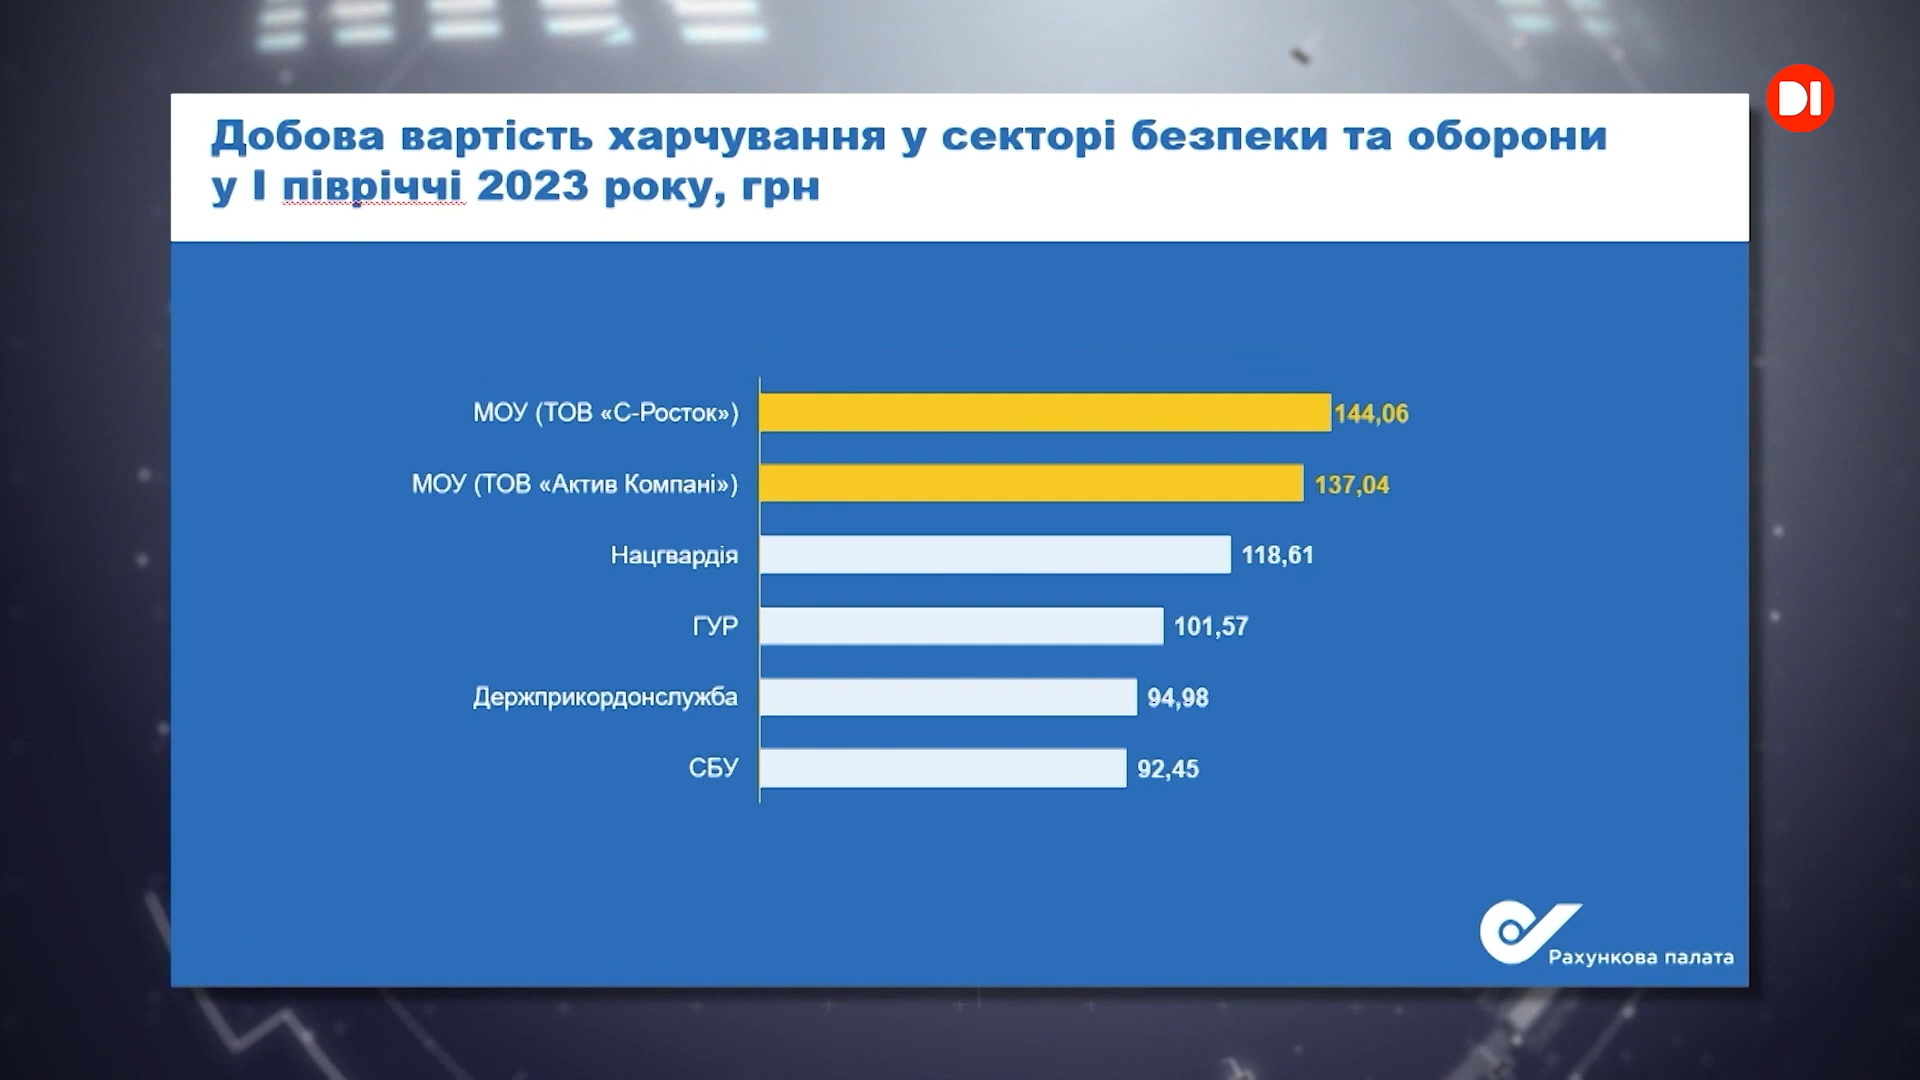 DI
Добова вартість харчування у секторі безпеки та оборони
у І півріччі 2023 року, грн
МОУ (ТОВ «С-Росток») 144,06
МОУ (ТОВ «Актив Компані») 137,04
Нацгвардія 118,61
ГУР 101,57
Держприкордонслужба 94,98
СБУ 92,45
Рахункова палата